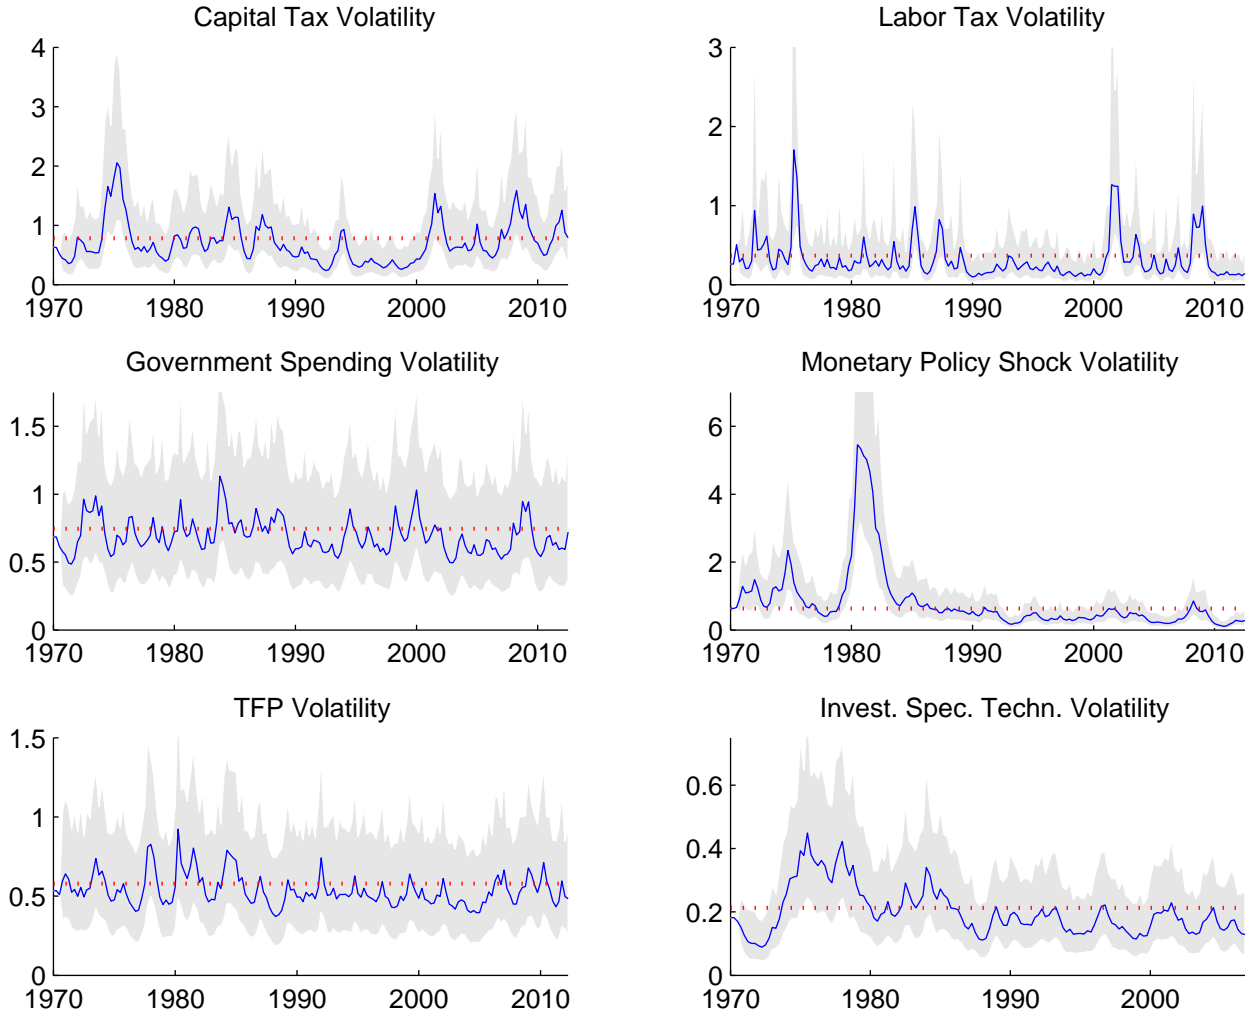 Capital Tax Volatility
4
3
2
1
0
1970 1980 1990 2000 2010
Labor Tax Volatility
3
2
1
0
1970 1980 1990 2000 2010
Government Spending Volatility
1.5
1
0.5
0
1970 1980 1990 2000 2010
Monetary Policy Shock Volatility
6
4
2
0
1970 1980 1990 2000 2010
TFP Volatility
1.5
1
0.5
0
1970 1980 1990 2000 2010
Invest. Spec. Techn. Volatility
0.6
0.4
0.2
0
1970 1980 1990 2000